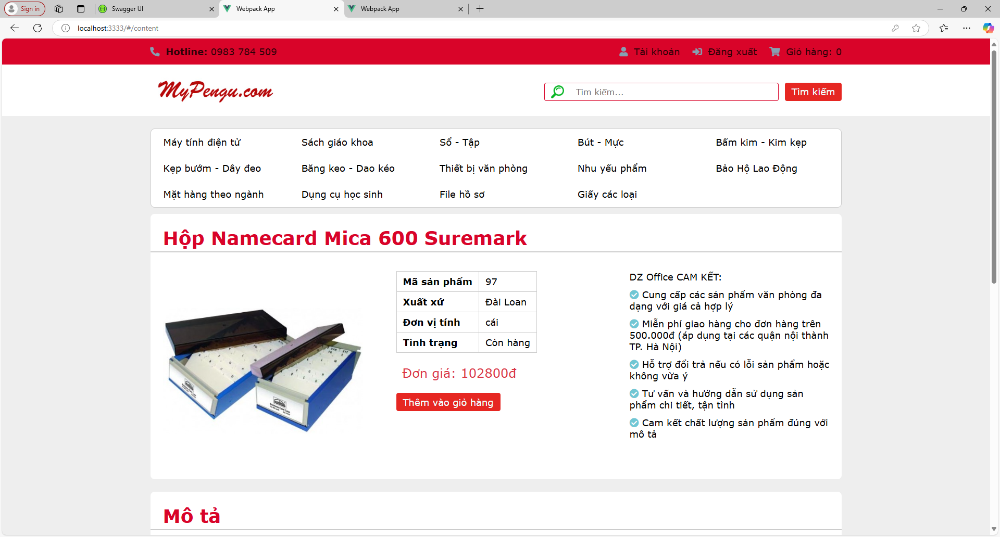 Sign in
Swagger UI
Webpack App
Webpack App
localhost:3333/#/content
Hotline: 0983 784 509
Tài khoản
Đăng xuất
Giỏ hàng: 0
MyPengu.com
Tìm kiếm...
Tìm kiếm
Máy tính điện tử
Sách giáo khoa
Sổ - Tập
Bút - Mực
Bấm kim - Kim kẹp
Kẹp bướm - Dây đeo
Băng keo - Dao kéo
Thiết bị văn phòng
Nhu yếu phẩm
Bảo Hộ Lao Động
Mặt hàng theo ngành
Dụng cụ học sinh
File hồ sơ
Giấy các loại
Hộp Namecard Mica 600 Suremark
Mã sản phẩm 97
Xuất xứ Đài Loan
Đơn vị tính cái
Tình trạng Còn hàng
Đơn giá: 102800đ
Thêm vào giỏ hàng
DZ Office CAM KẾT:
Cung cấp các sản phẩm văn phòng đa
dạng với giá cả hợp lý
Miễn phí giao hàng cho đơn hàng trên
500.000đ (áp dụng tại các quận nội thành
TP. Hà Nội)
Hỗ trợ đổi trả nếu có lỗi sản phẩm hoặc
không vừa ý
Tư vấn và hướng dẫn sử dụng sản
phẩm chi tiết, tận tình
Cam kết chất lượng sản phẩm đúng với
mô tả
Mô tả